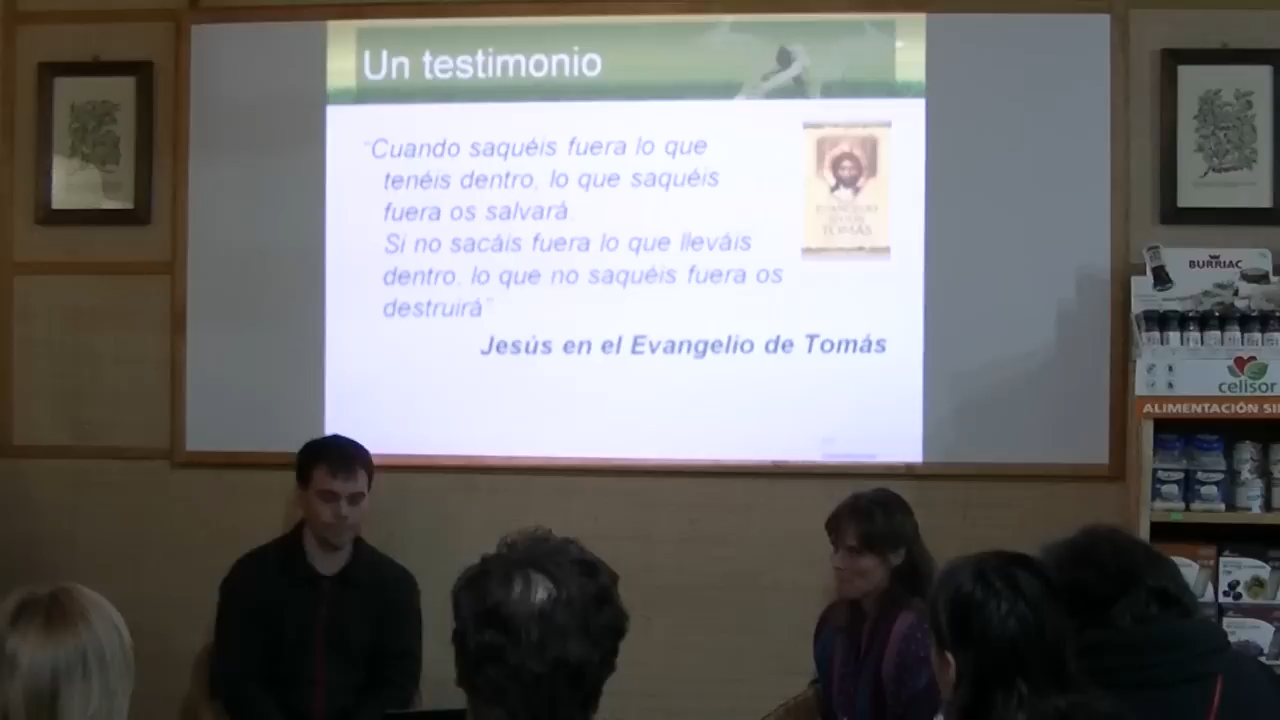 Un testimonio
“Cuando saquéis fuera lo que
tenéis dentro, lo que saquéis
fuera os salvará.
Si no sacáis fuera lo que lleváis
dentro, lo que no saquéis fuera os
destruirá”
Jesús en el Evangelio de Tomás
TOMÁS
BURRIAC
celisor
ALIMENTACIÓN